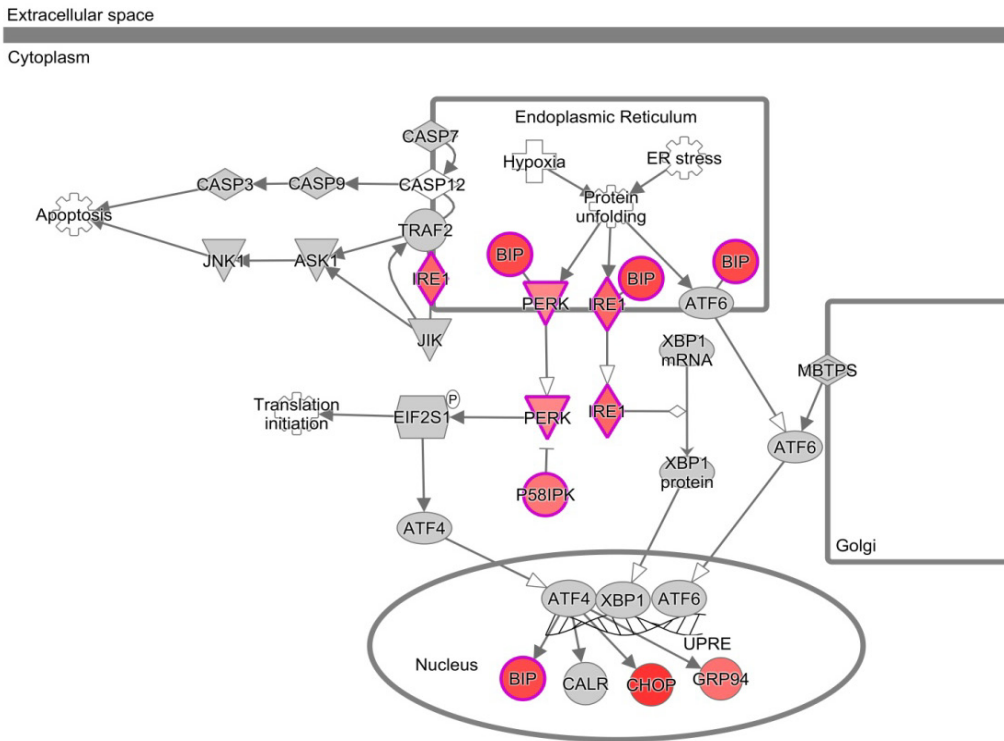 Extracellular space
Cytoplasm
Endoplasmic Reticulum
CASP7
Hypoxia
ER stress
CASP3
CASP9
CASP12
Apoptosis
Protein
unfolding
TRAF2
JNK1
ASK1
IRE1
BIP
BIP
BIP
PERK
IRE1
ATF6
JIK
XBP1
mRNA
MBTPS
Translation
initiation
EIF2S1
P
PERK
IRE1
ATF6
XBP1
protein
P58IPK
ATF4
Golgi
ATF4
XBP1
ATF6
UPRE
Nucleus
BIP
CALR
CHOP
GRP94